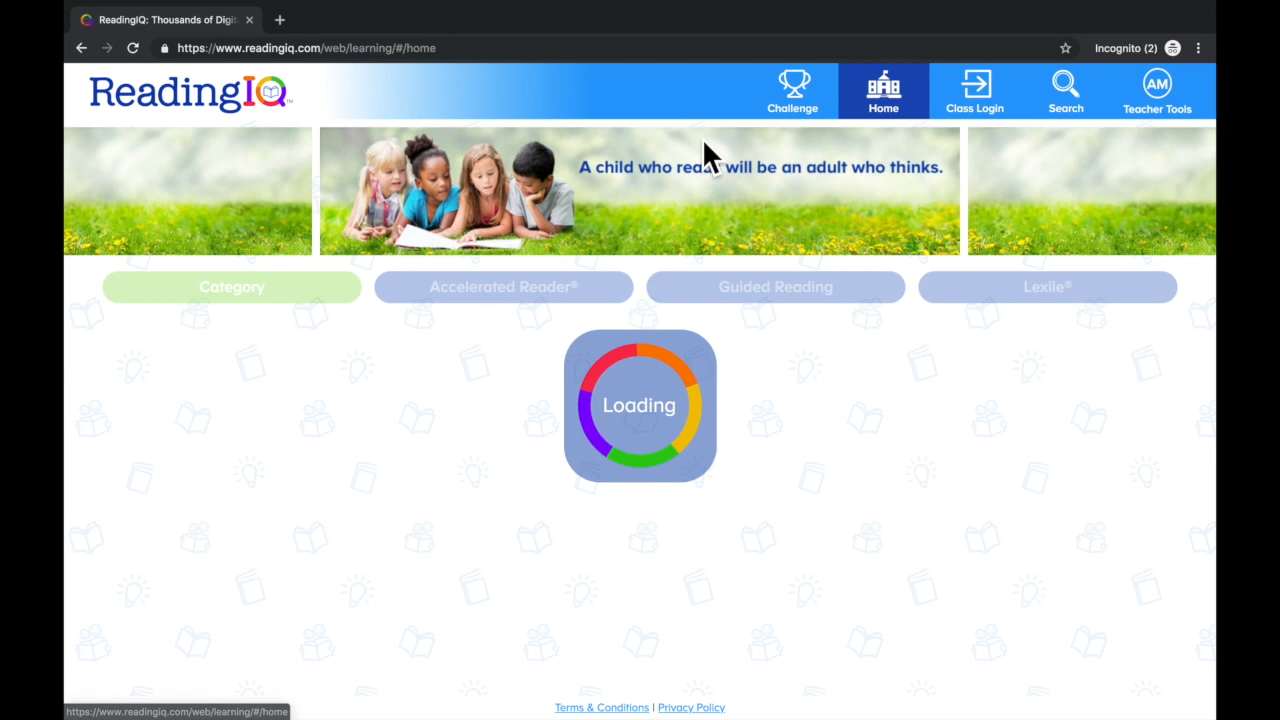 ReadingIQ: Thousands of Digit
https://www.readingiq.com/web/learning/#/home
Incognito (2)
ReadingIQ™
Challenge
Home
Class Login
Search
AM
Teacher Tools
A child who reads will be an adult who thinks.
Category
Accelerated Reader®
Guided Reading
Lexile®
Loading
https://www.readingiq.com/web/learning/#/home
Terms & Conditions | Privacy Policy